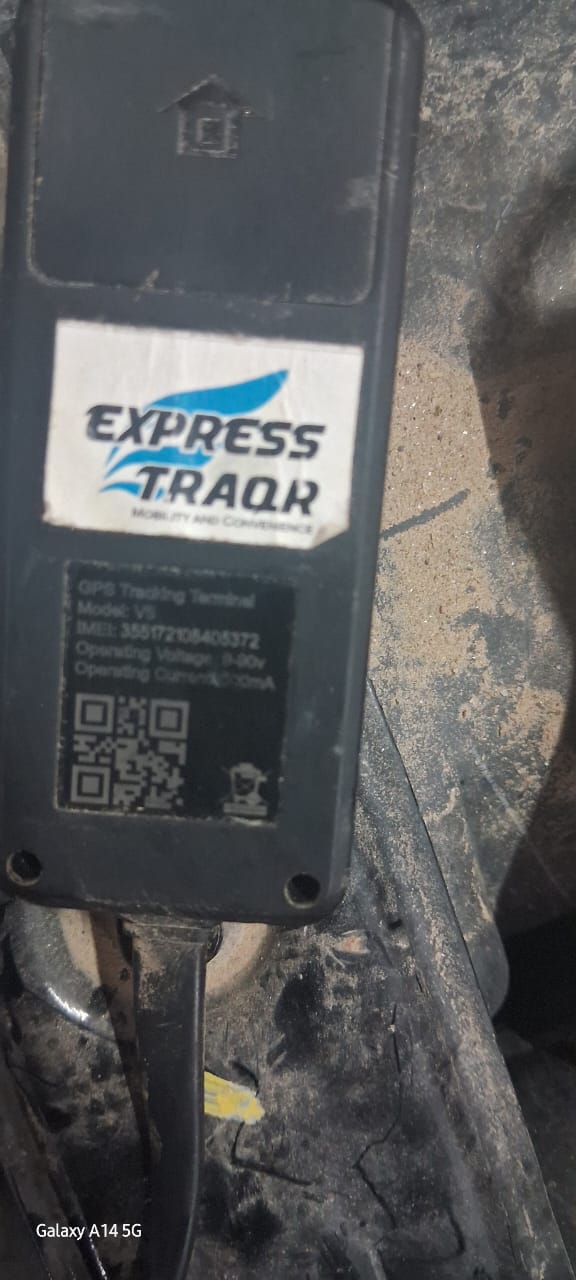 EXPRESS
TRAQR
MOBILITY AND CONVENIENCE
GPS Tracking Terminal
Model: V5
IMEI: 355172108405372
Operating Voltage: 9-90v
Operating Current:
Galaxy A14 5G